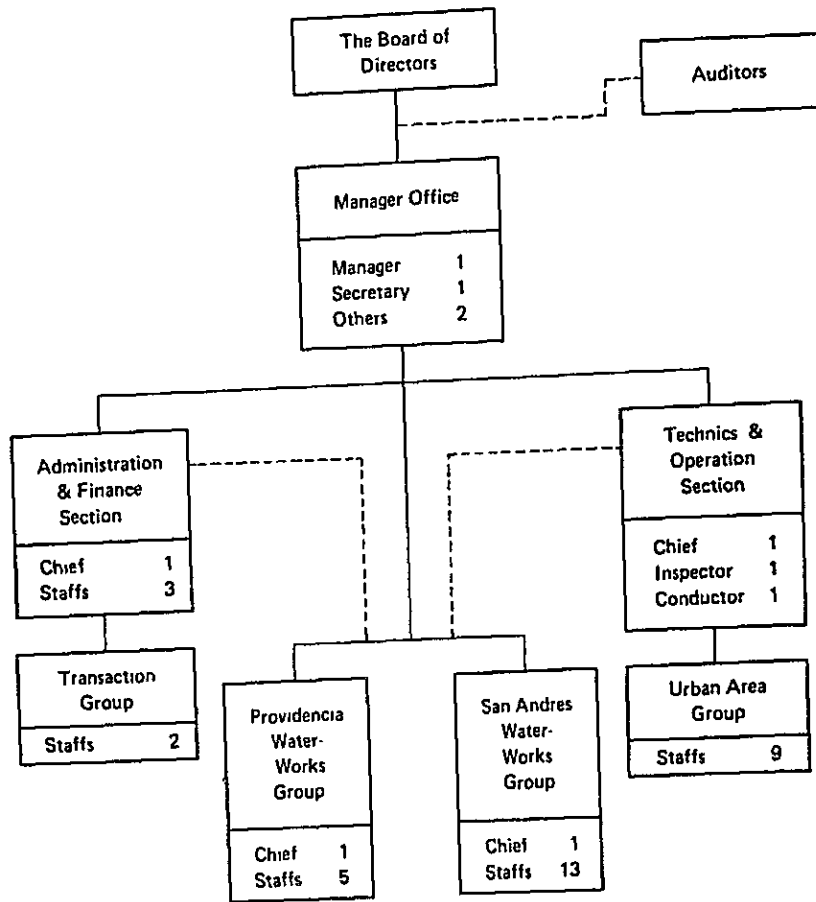 The Board of
Directors
Auditors
Manager Office
Manager 1
Secretary 1
Others 2
Administration
& Finance
Section
Chief 1
Staffs 3
Technics &
Operation
Section
Chief 1
Inspector 1
Conductor 1
Transaction
Group
Staffs 2
Providencia
Water-
Works
Group
Chief 1
Staffs 5
San Andres
Water-
Works
Group
Chief 1
Staffs 13
Urban Area
Group
Staffs 9